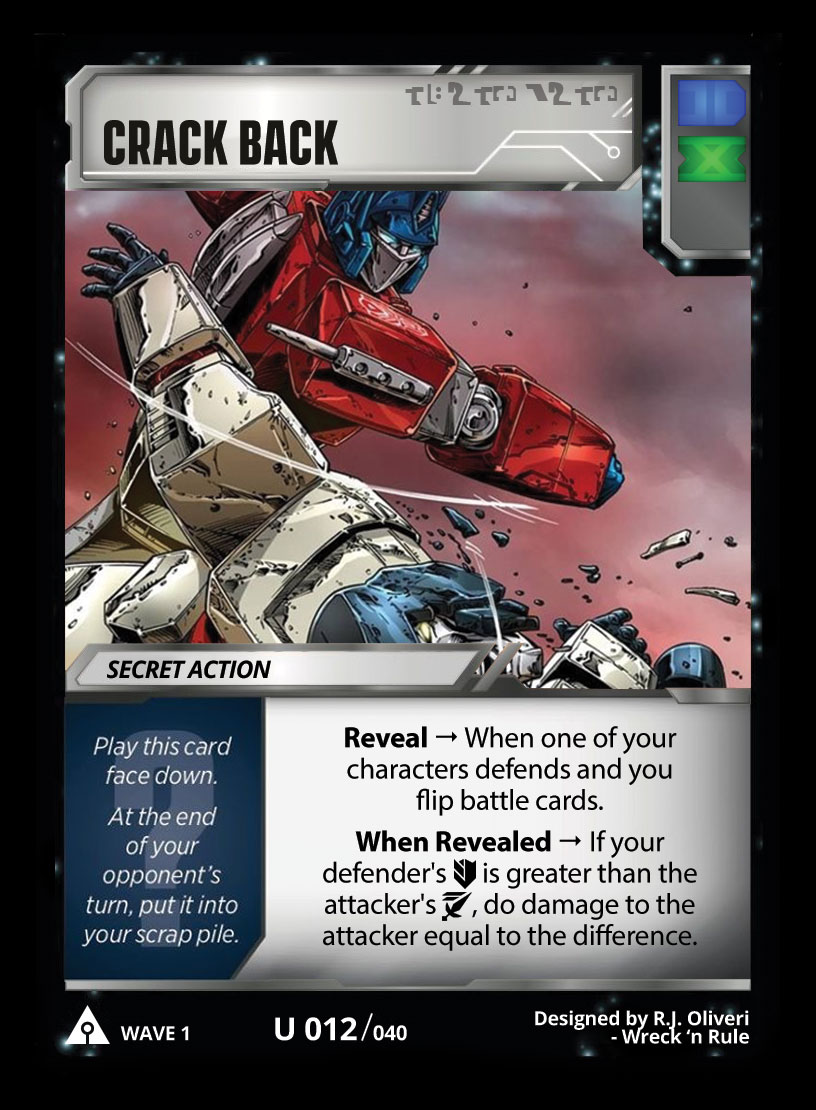 CRACK BACK
SECRET ACTION
Play this card
face down.
At the end
of your
opponent's
turn, put it into
your scrap pile.
Reveal → When one of your
characters defends and you
flip battle cards.
When Revealed → If your
defender's is greater than the
attacker's , do damage to the
attacker equal to the difference.
WAVE 1
U 012/040
Designed by R.J. Oliveri
- Wreck ‘n Rule